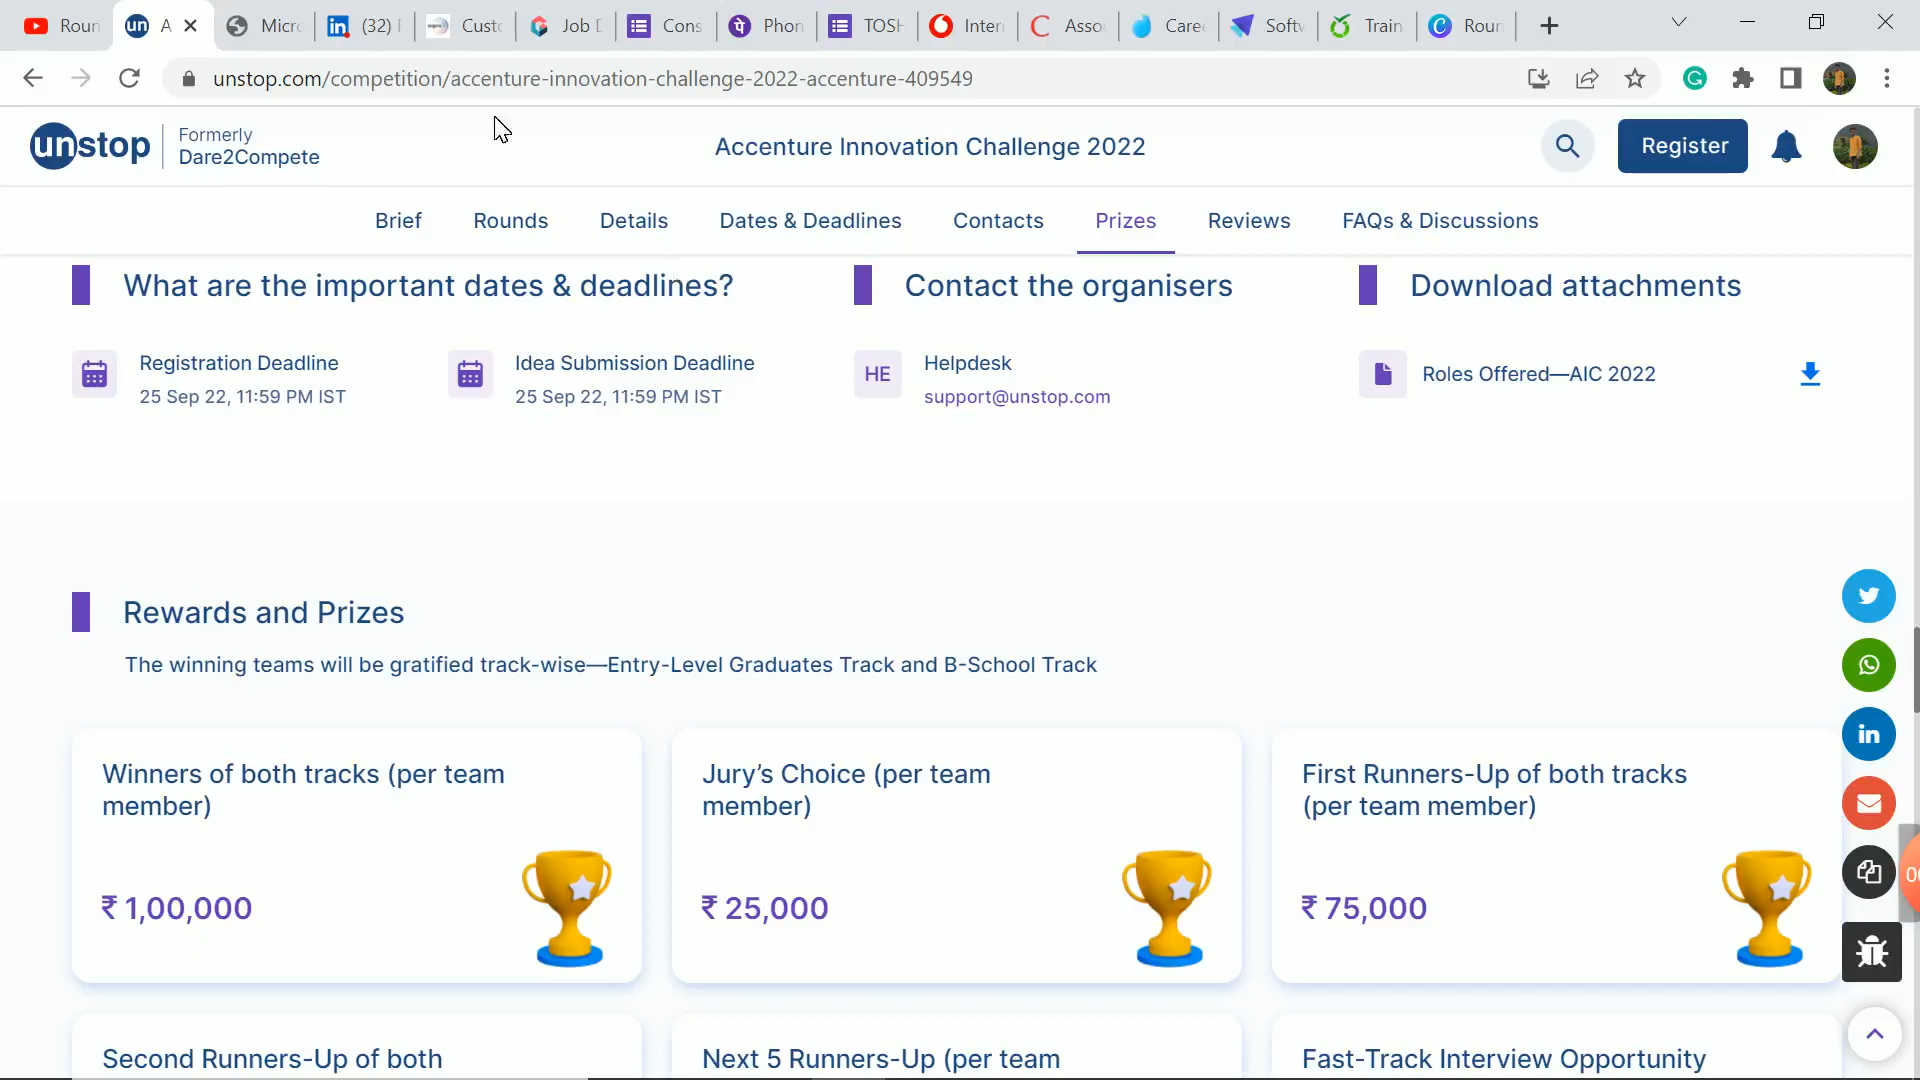 Roun
un A
Micro
in (32)
Custo
Job D
Cons
Phon
TOSH
Inter
Asso
Caree
Softw
Train
Roun
unstop.com/competition/accenture-innovation-challenge-2022-accenture-409549
unstop
Formerly
Dare2Compete
Accenture Innovation Challenge 2022
Register
Brief
Rounds
Details
Dates & Deadlines
Contacts
Prizes
Reviews
FAQs & Discussions
What are the important dates & deadlines?
Contact the organisers
Download attachments
Registration Deadline
25 Sep 22, 11:59 PM IST
Idea Submission Deadline
25 Sep 22, 11:59 PM IST
HE
Helpdesk
support@unstop.com
Roles Offered—AIC 2022
Rewards and Prizes
The winning teams will be gratified track-wise—Entry-Level Graduates Track and B-School Track
Winners of both tracks (per team
member)
₹ 1,00,000
Jury’s Choice (per team
member)
₹ 25,000
First Runners-Up of both tracks
(per team member)
₹ 75,000
in
Second Runners-Up of both
Next 5 Runners-Up (per team
Fast-Track Interview Opportunity